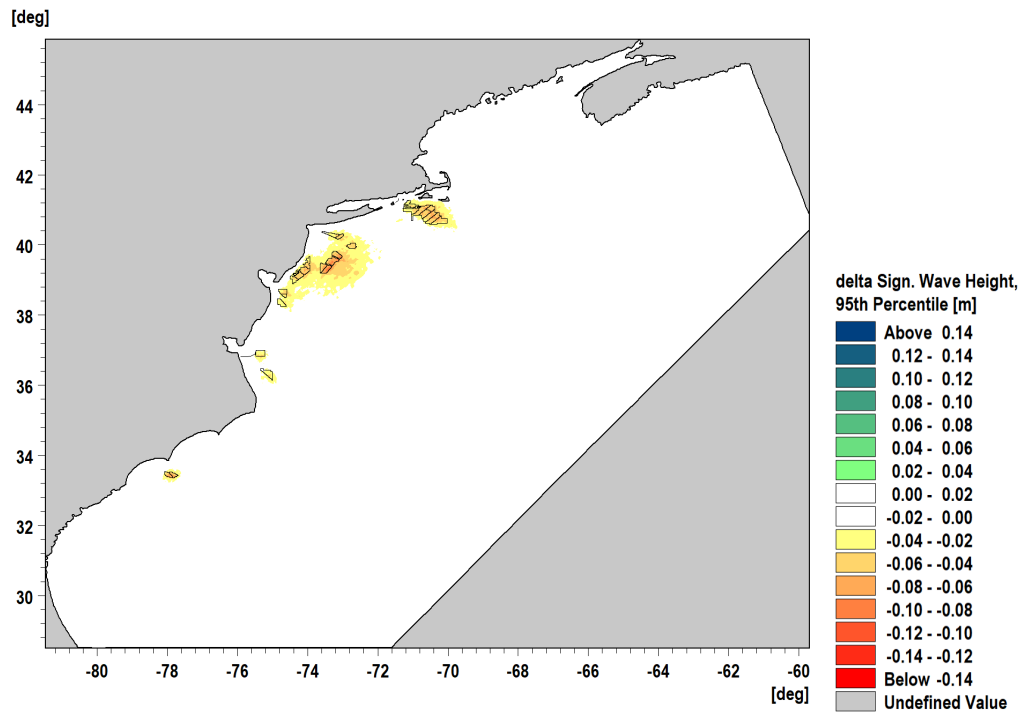 [deg]
44
42
40
38
36
34
32
30
-80
-78
-76
-74
-72
-70
-68
-66
-64
-62
-60
[deg]
delta Sign. Wave Height,
95th Percentile [m]
Above 0.14
0.12 - 0.14
0.10 - 0.12
0.08 - 0.10
0.06 - 0.08
0.04 - 0.06
0.02 - 0.04
0.00 - 0.02
-0.02 - 0.00
-0.04 - -0.02
-0.06 - -0.04
-0.08 - -0.06
-0.10 - -0.08
-0.12 - -0.10
-0.14 - -0.12
Below -0.14
Undefined Value